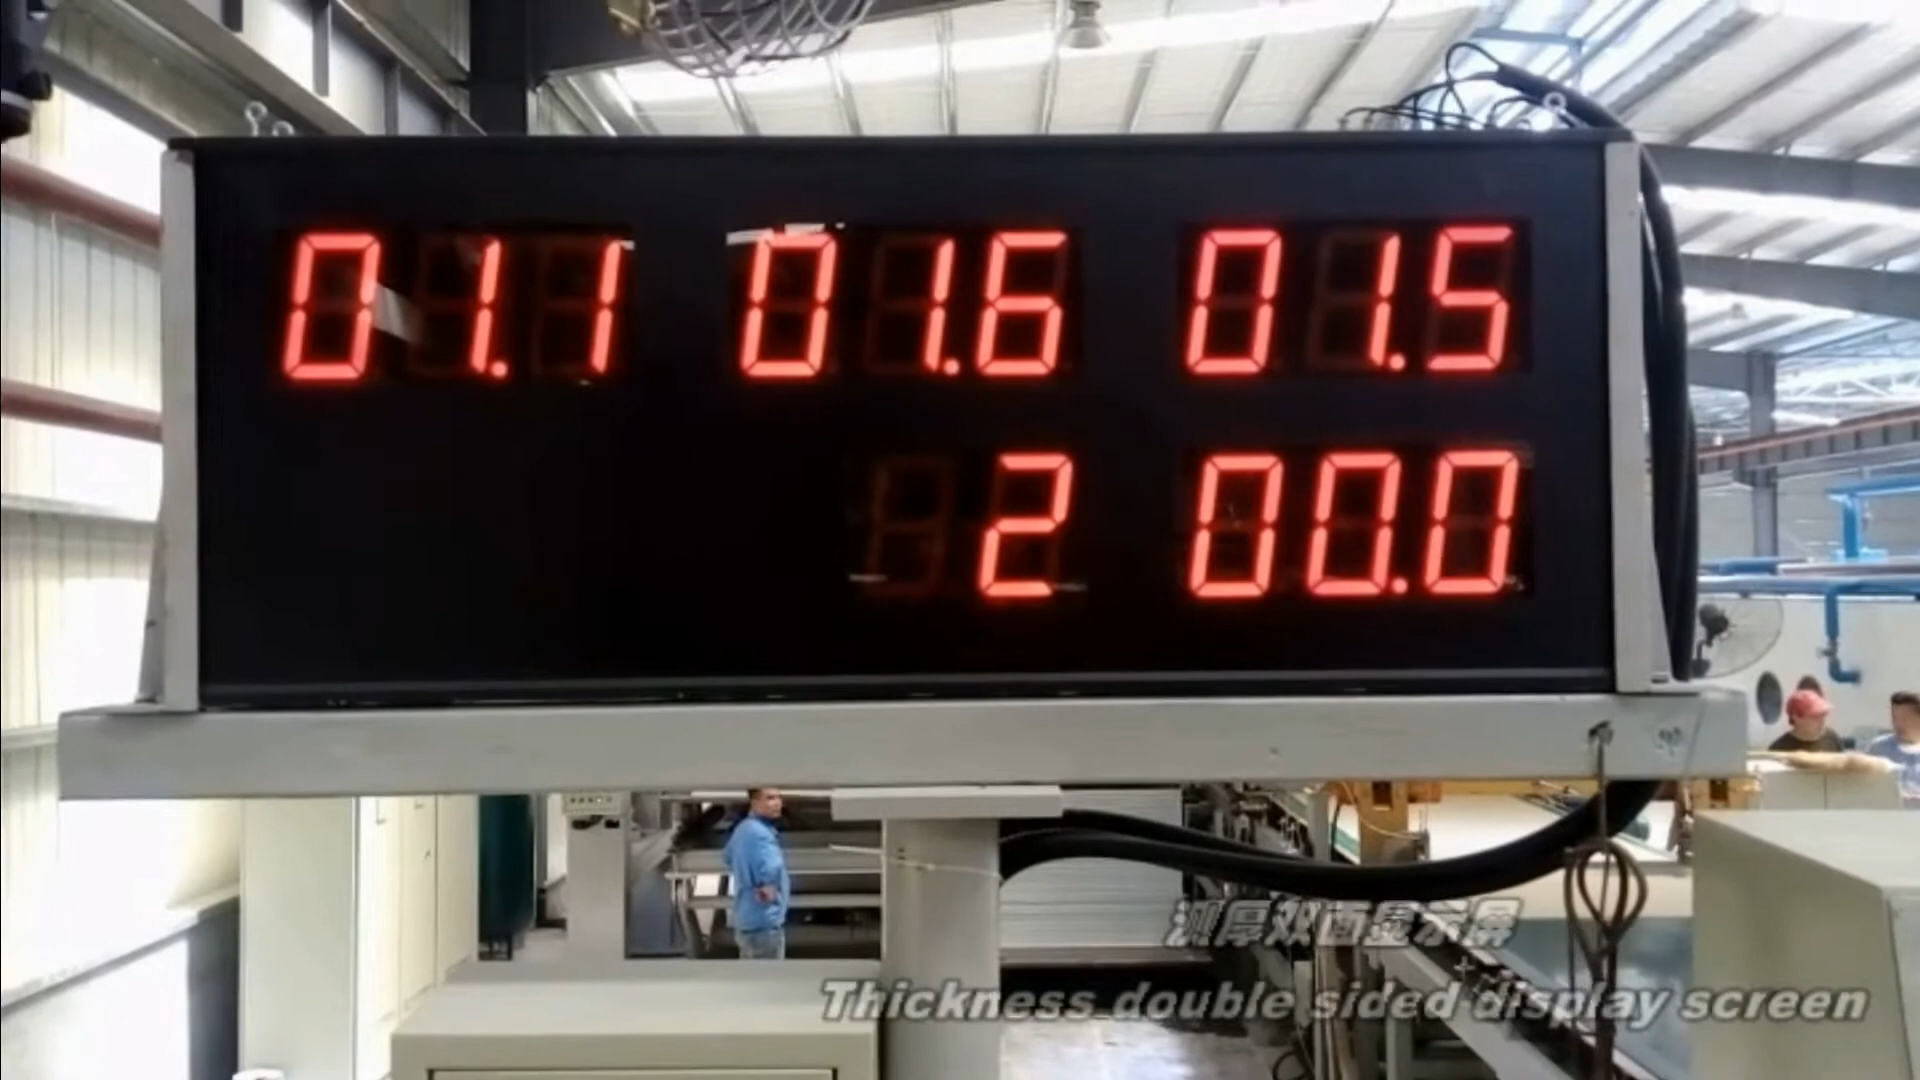 01.1 01.6 01.5
2 00.0
测厚双面显示屏
Thickness double sided display screen